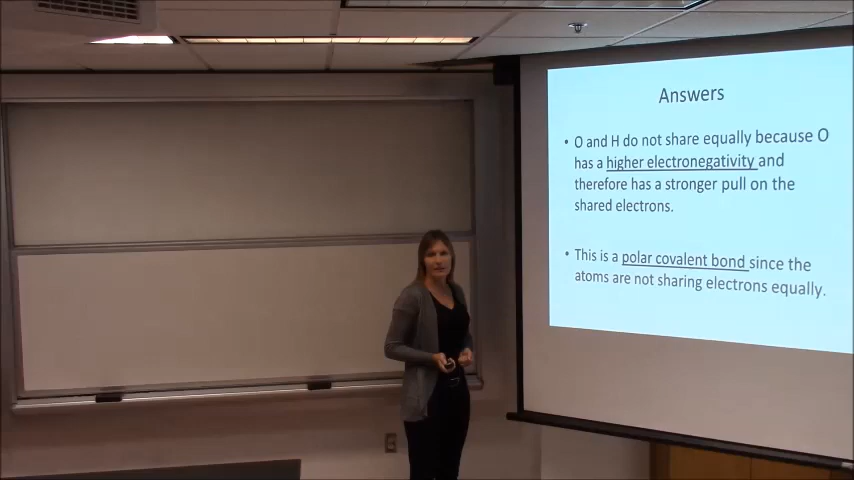 Answers
• O and H do not share equally because O
has a higher electronegativity and
therefore has a stronger pull on the
shared electrons.
• This is a polar covalent bond since the
atoms are not sharing electrons equally.